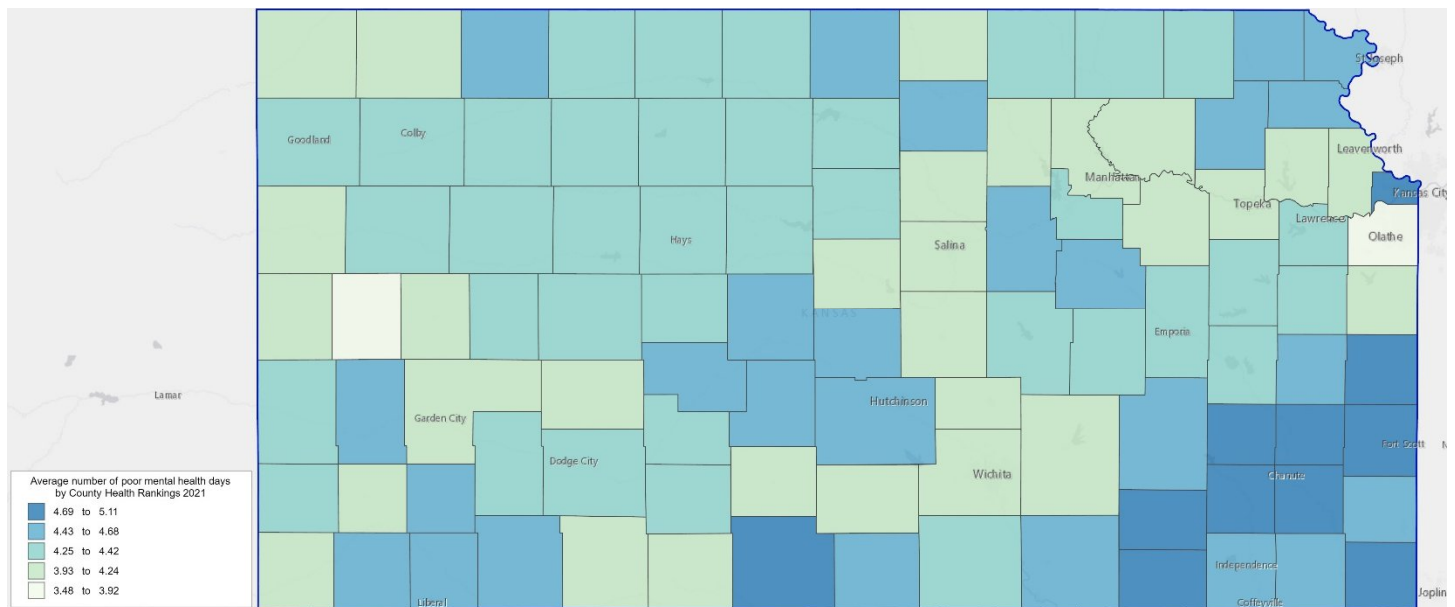 St Joseph
Goodland
Colby
Leavenworth
Manhattan
Kansas City
Topeka
Lawrence
Olathe
Hays
Salina
KANSAS
Emporia
Lamar
Hutchinson
Garden City
Fort Scott
Dodge City
Wichita
Chanute
Average number of poor mental health days
by County Health Rankings 2021
4.69 to 5.11
4.43 to 4.68
4.25 to 4.42
3.93 to 4.24
3.48 to 3.92
Independence
Liberal
Coffeyville
Joplin